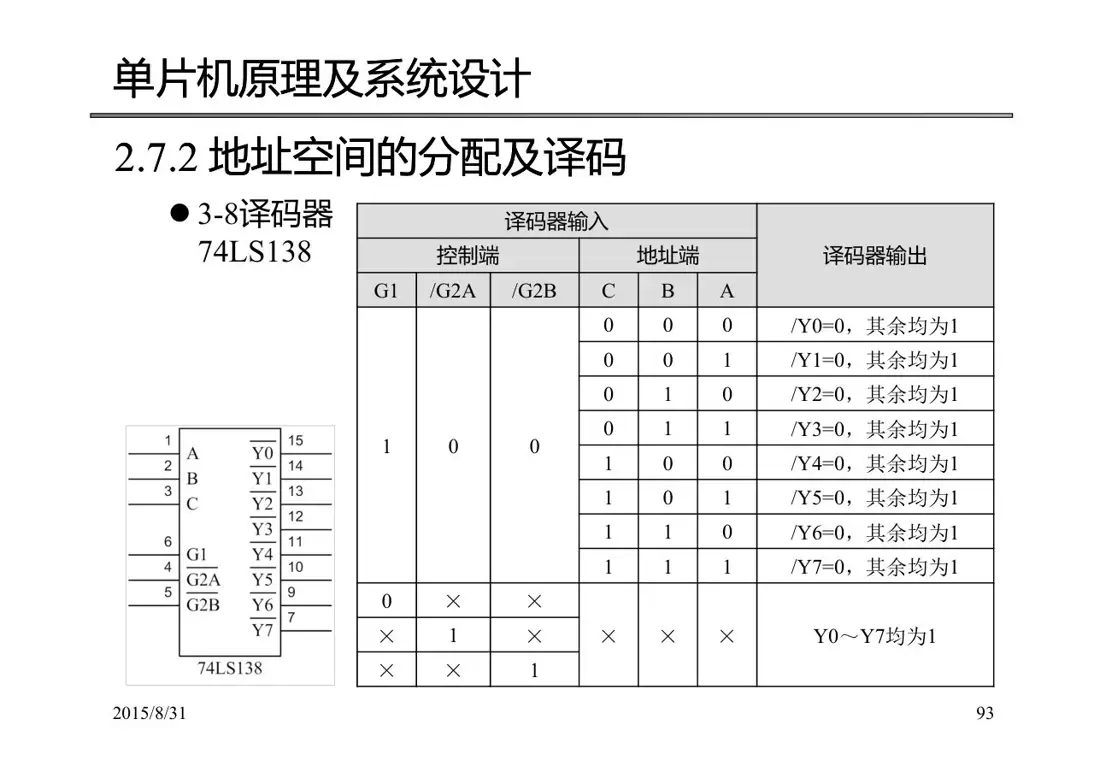 单片机原理及系统设计
2.7.2 地址空间的分配及译码
● 3-8译码器
74LS138
译码器输入 译码器输出
控制端 地址端
G1 /G2A /G2B C B A
1 0 0
0 0 0 /Y0=0，其余均为1
0 0 1 /Y1=0，其余均为1
0 1 0 /Y2=0，其余均为1
0 1 1 /Y3=0，其余均为1
1 0 0 /Y4=0，其余均为1
1 0 1 /Y5=0，其余均为1
1 1 0 /Y6=0，其余均为1
1 1 1 /Y7=0，其余均为1
0 × ×
× 1 × × × × Y0～Y7均为1
× × 1
1 A Y0 15
2 B Y1 14
3 C Y2 13
Y3 12
6 G1 Y4 11
4 G2A Y5 10
5 G2B Y6 9
Y7 7
74LS138
2015/8/31
93